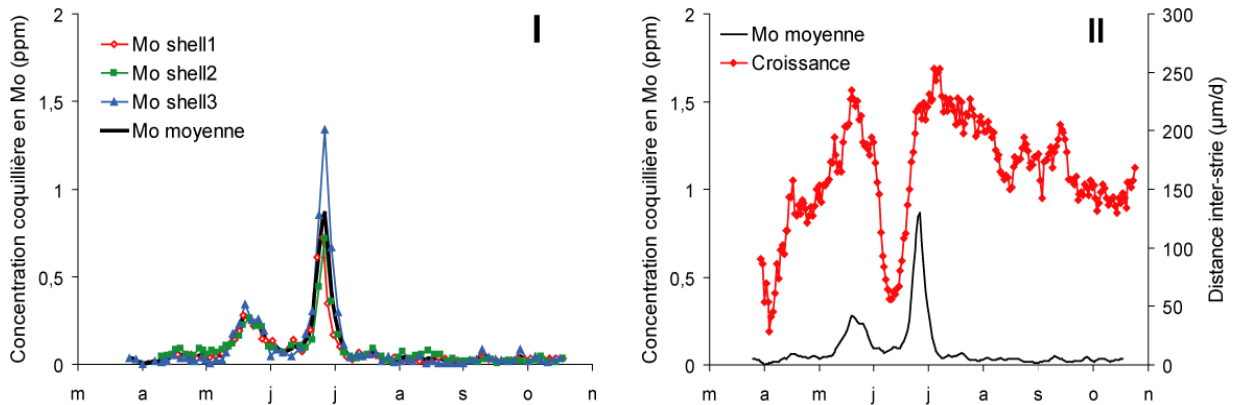 I
Concentration coquillière en Mo (ppm)
2
1,5
1
0,5
0
Mo shell1
Mo shell2
Mo shell3
Mo moyenne
m a m j j a s o n
II
Concentration coquillière en Mo (ppm)
2
1,5
1
0,5
0
Mo moyenne
Croissance
300
250
200
150
100
50
0
Distance inter-strie (µm/d)
m a m j j a s o n